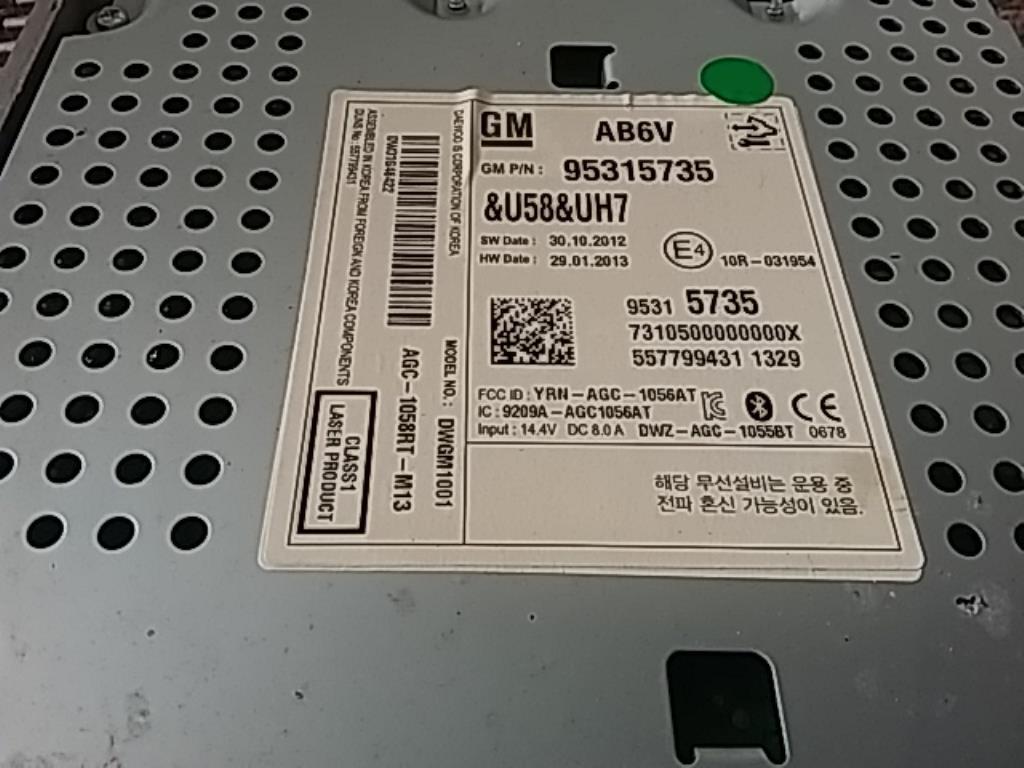 GM AB6V
GM P/N : 95315735
&U58&UH7
SW Date : 30.10.2012
HW Date : 29.01.2013
E4 10R-031954
9531 5735
7310500000000X
557799431 1329
FCC ID : YRN-AGC-1056AT
IC : 9209A-AGC1056AT
Input : 14.4V DC 8.0 A DWZ-AGC-1055BT
CE 0678
해당 무선설비는 운용 중
전파 혼신 가능성이 있음.
DAEWOO IS CORPORATION OF KOREA
MODEL NO. : DWGM1001
AGC-1058RT-M13
ASSEMBLED IN KOREA FROM FOREIGN AND KOREA COMPONENTS
CLASS1
LASER PRODUCT